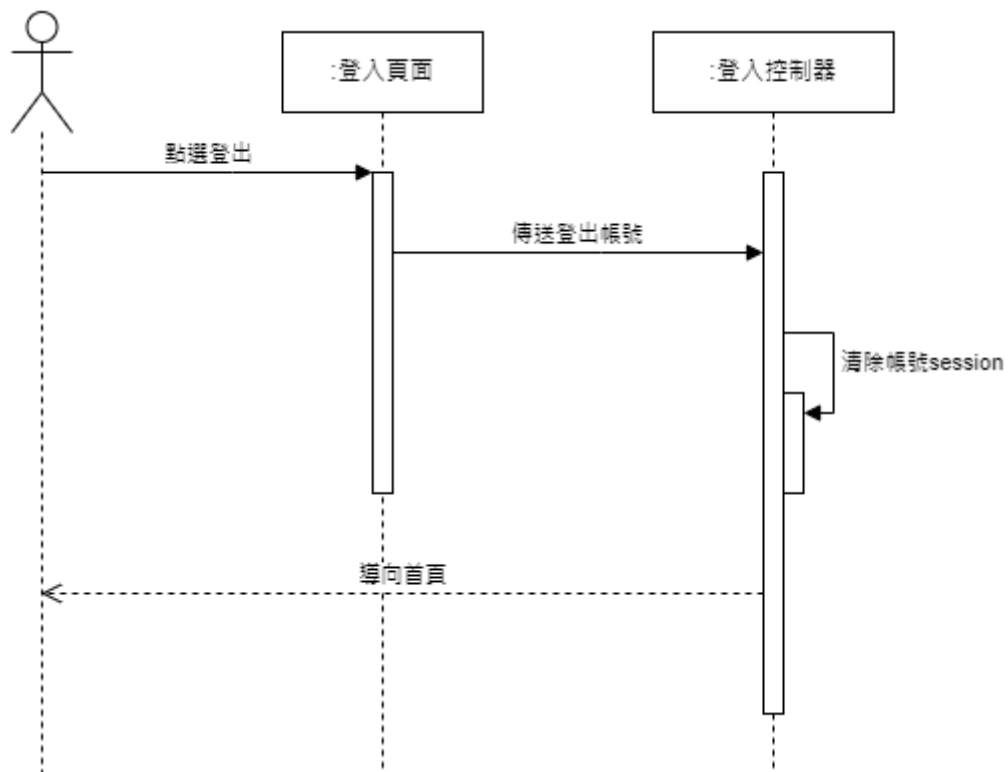 :登入頁面
:登入控制器
點選登出
傳送登出帳號
清除帳號session
導向首頁